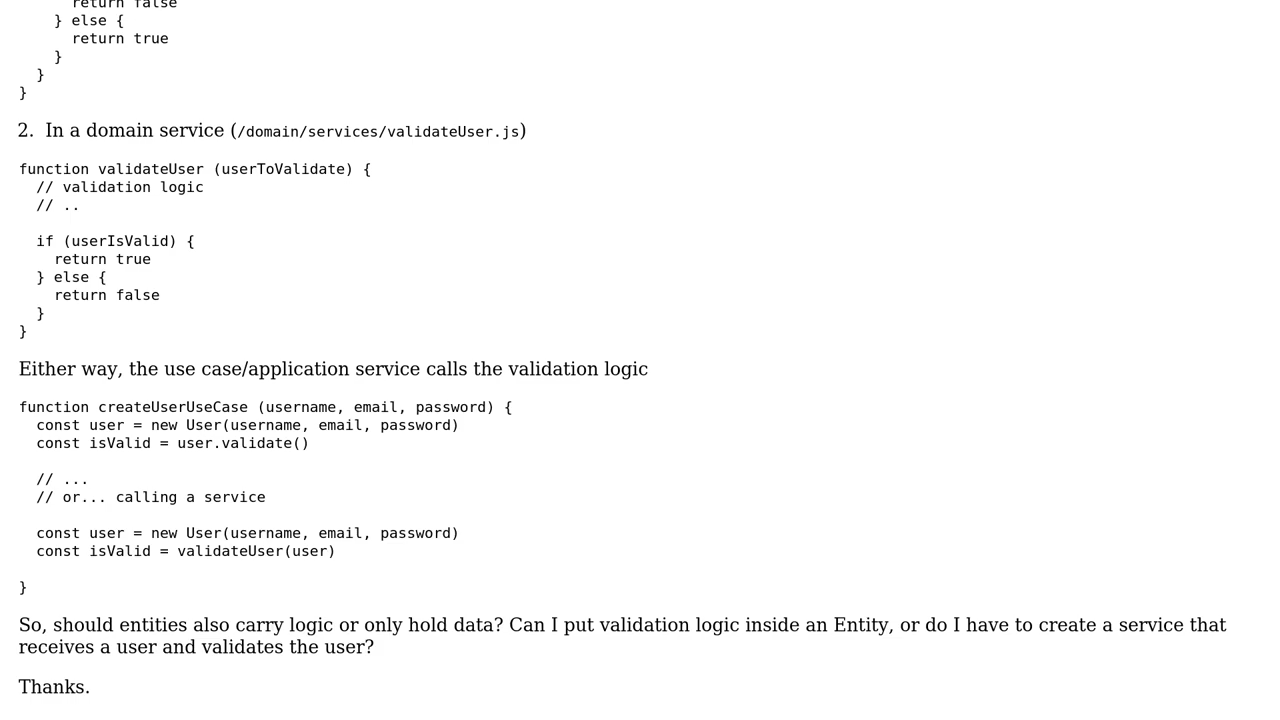 return false
    } else {
      return true
    }
  }
}
2. In a domain service (/domain/services/validateUser.js)
function validateUser (userToValidate) {
  // validation logic
  // ..
  if (userIsValid) {
    return true
  } else {
    return false
  }
}
Either way, the use case/application service calls the validation logic
function createUserUseCase (username, email, password) {
  const user = new User(username, email, password)
  const isValid = user.validate()
  // ...
  // or... calling a service
  const user = new User(username, email, password)
  const isValid = validateUser(user)
}
So, should entities also carry logic or only hold data? Can I put validation logic inside an Entity, or do I have to create a service that
receives a user and validates the user?
Thanks.